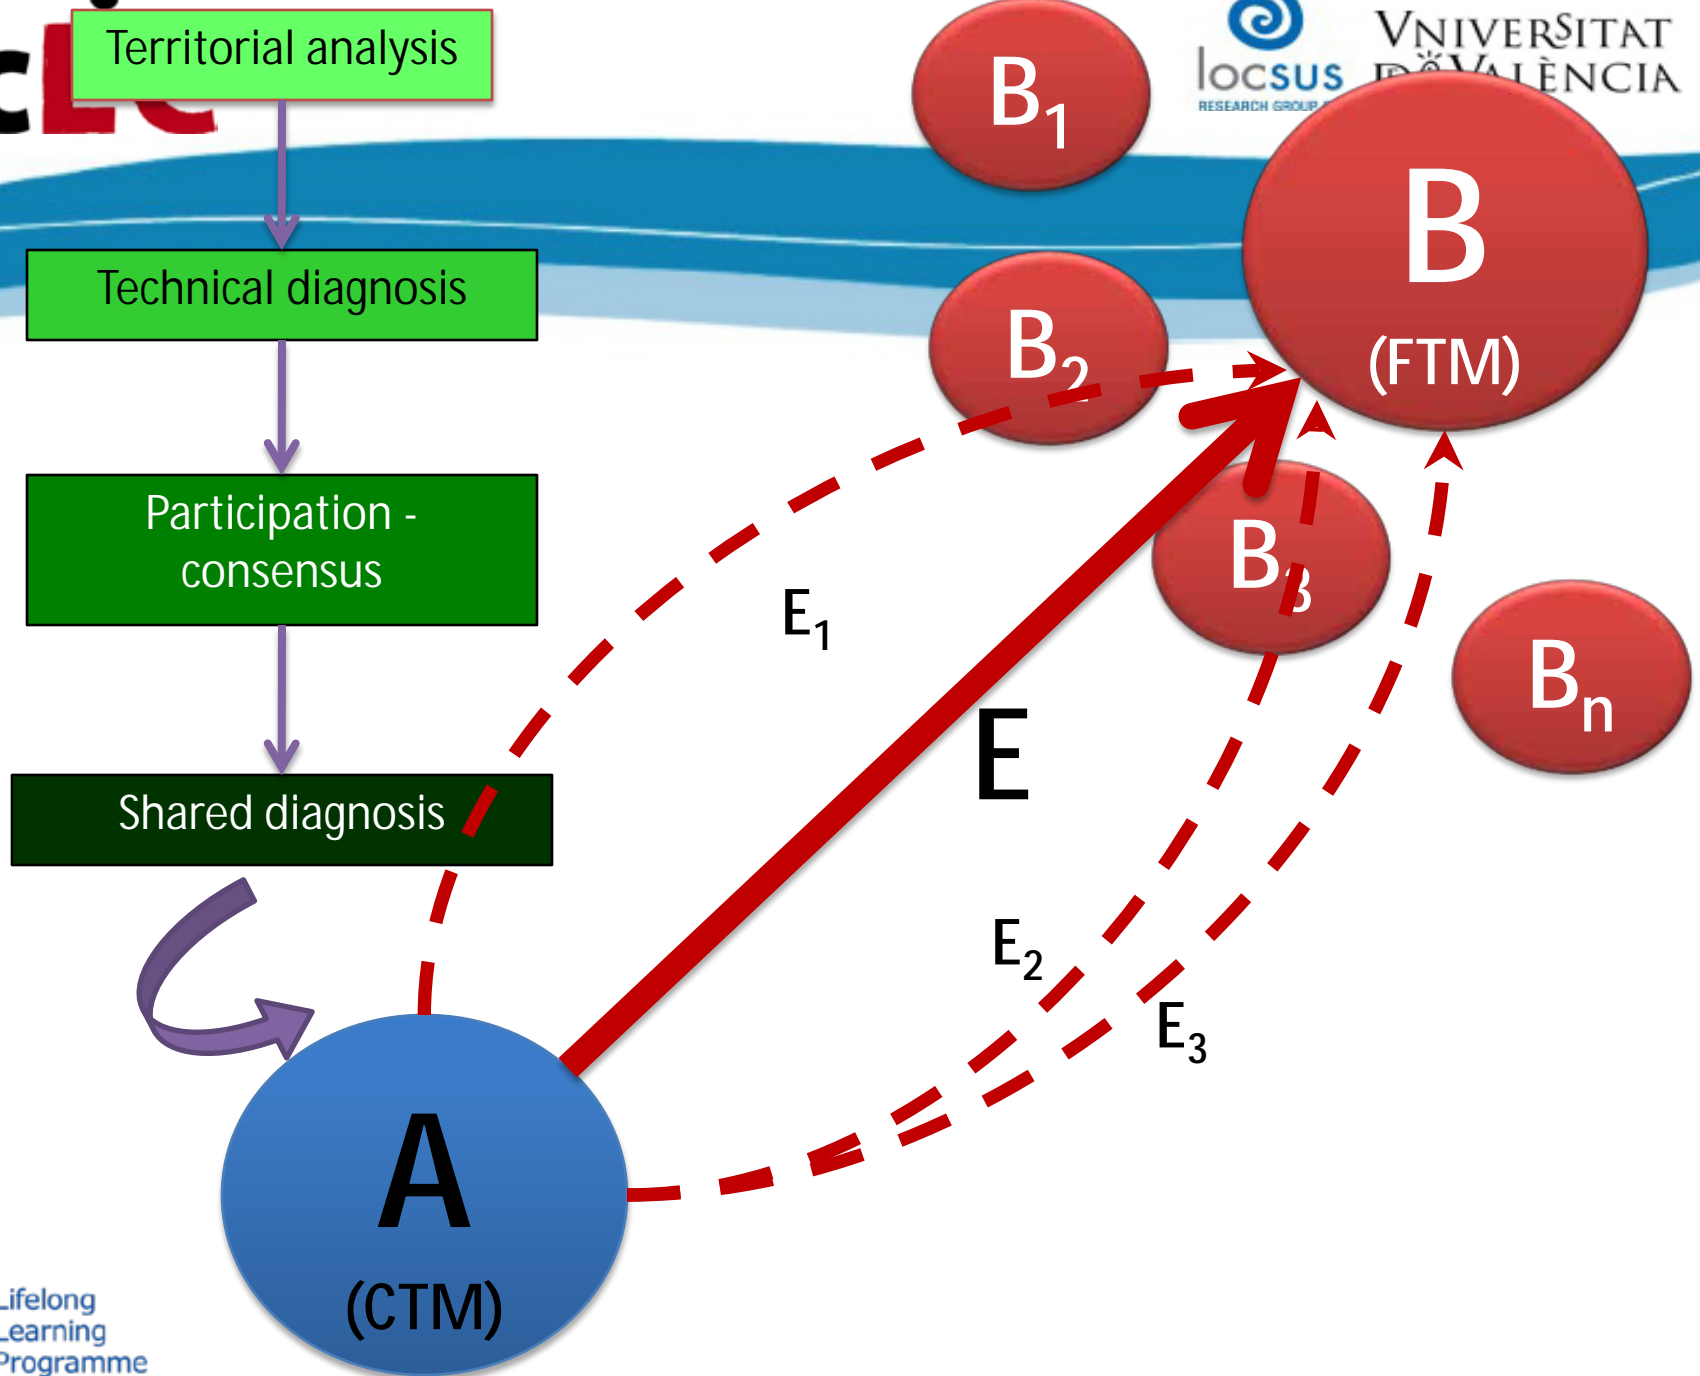 Territorial analysis
locsus
RESEARCH GROUP
VNIVERSITAT
VALÈNCIA
B1
B
(FTM)
Technical diagnosis
B2
Participation -
consensus
B3
E1
Bn
E
Shared diagnosis
E2
E3
A
(CTM)
Lifelong
Learning
Programme